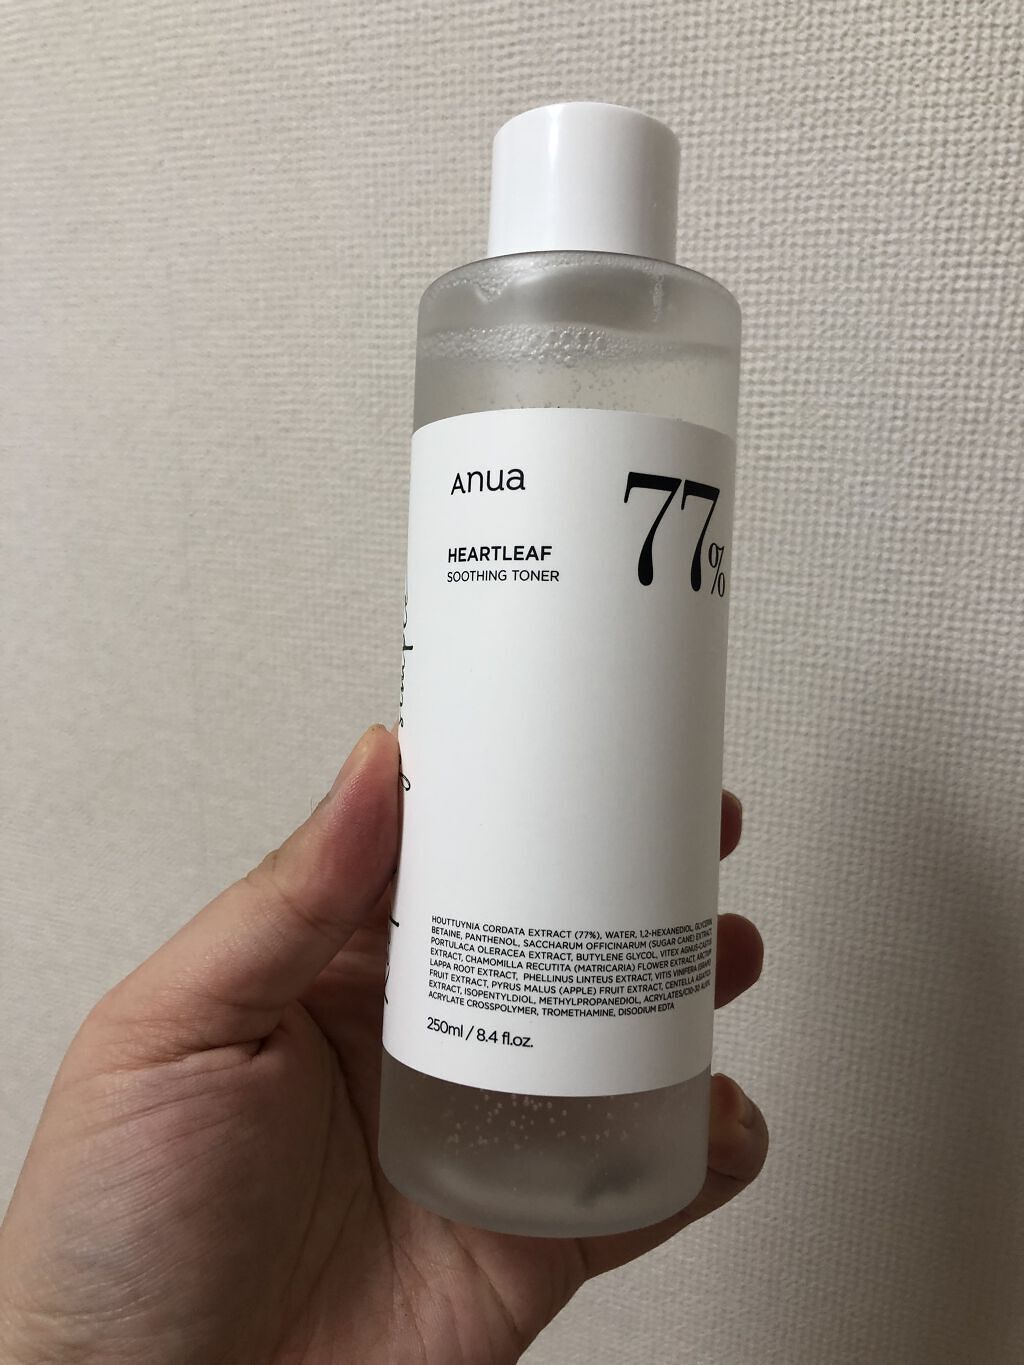 Anua
77%
HEARTLEAF
SOOTHING TONER
HOUTTUYNIA CORDATA EXTRACT (77%), WATER, 1,2-HEXANEDIOL, GLYCERIN,
BETAINE, PANTHENOL, SACCHARUM OFFICINARUM (SUGAR CANE) EXTRACT,
PORTULACA OLERACEA EXTRACT, BUTYLENE GLYCOL, VITEX AGNUS-CASTUS
EXTRACT, CHAMOMILLA RECUTITA (MATRICARIA) FLOWER EXTRACT, ARCTIUM
LAPPA ROOT EXTRACT, PHELLINUS LINTEUS EXTRACT, VITIS VINIFERA (GRAPE)
FRUIT EXTRACT, PYRUS MALUS (APPLE) FRUIT EXTRACT, CENTELLA ASIATICA
EXTRACT, ISOPENTYLDIOL, METHYLPROPANEDIOL, ACRYLATES/C10-30 ALKYL
ACRYLATE CROSSPOLYMER, TROMETHAMINE, DISODIUM EDTA
250ml / 8.4 fl.oz.